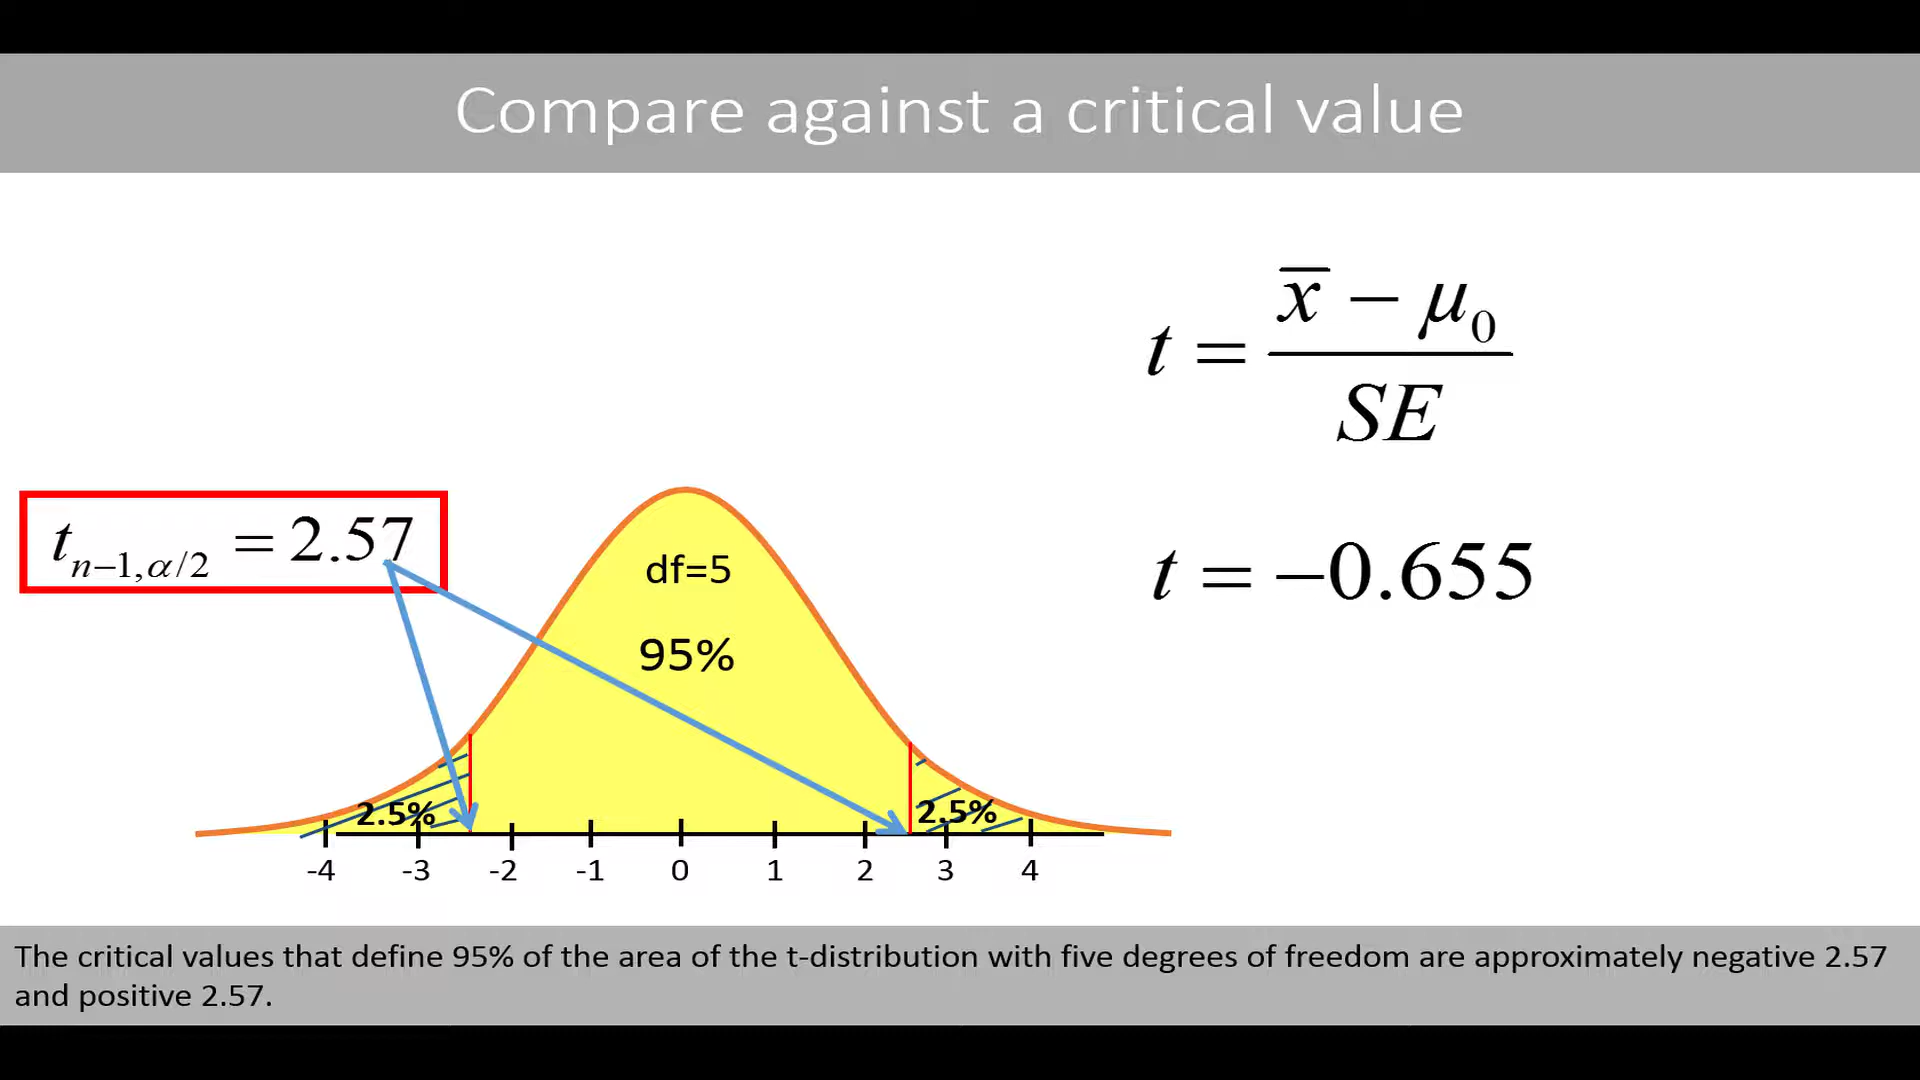 Compare against a critical value
t = (x̄ − μ₀) / SE
tₙ₋₁,α/2 = 2.57
t = −0.655
df=5
95%
2.5% 2.5%
-4 -3 -2 -1 0 1 2 3 4
The critical values that define 95% of the area of the t-distribution with five degrees of freedom are approximately negative 2.57
and positive 2.57.